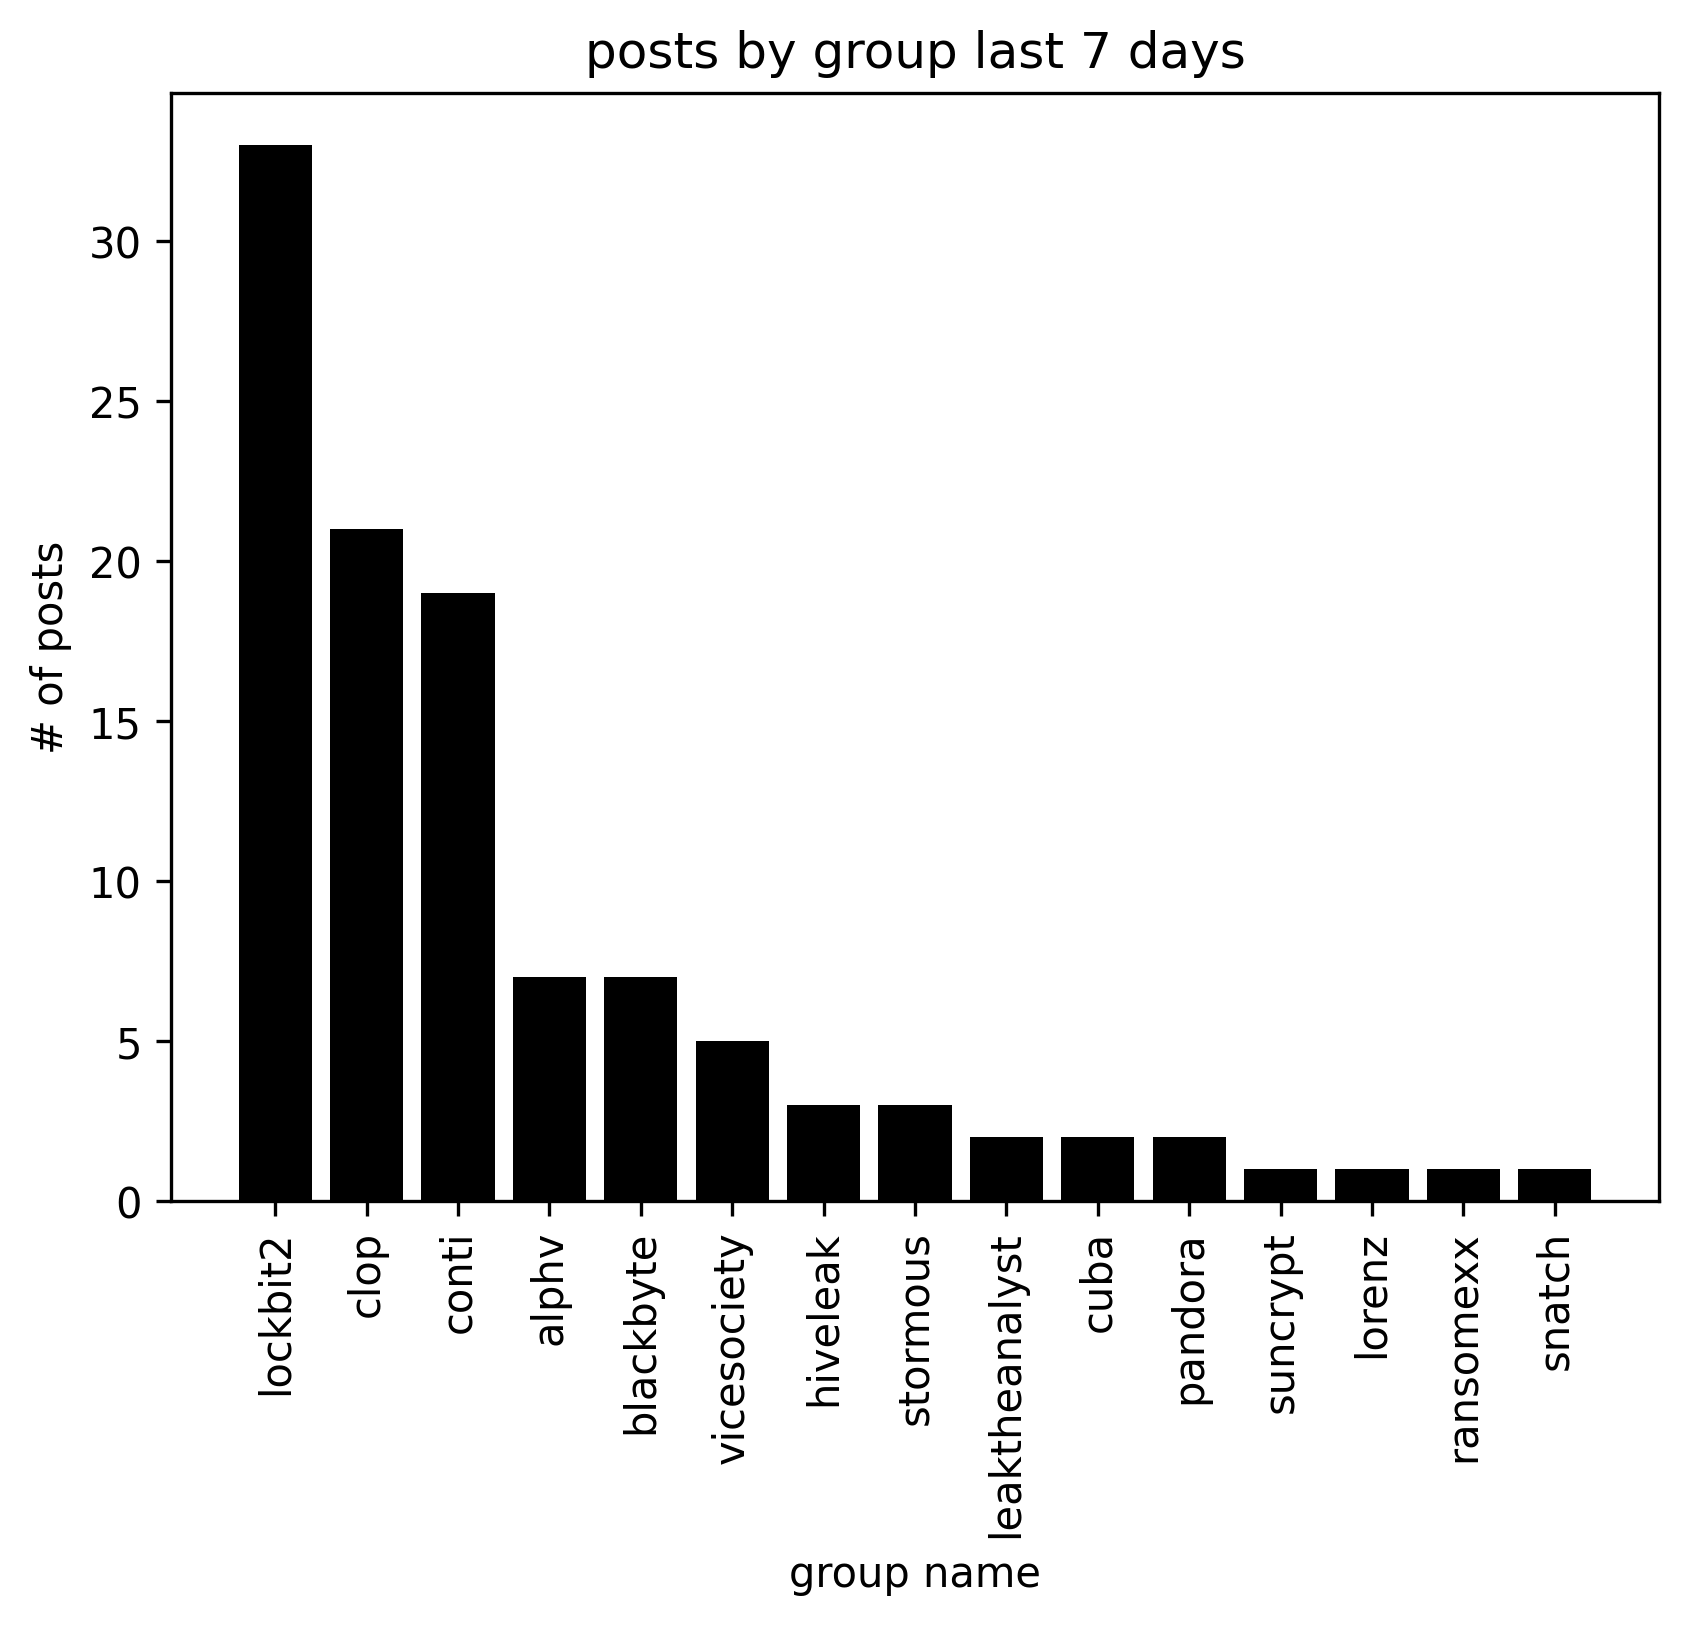 posts by group last 7 days
# of posts
30
25
20
15
10
5
0
lockbit2
clop
conti
alphv
blackbyte
vicesociety
hiveleak
stormous
leaktheanalyst
cuba
pandora
suncrypt
lorenz
ransomexx
snatch
group name